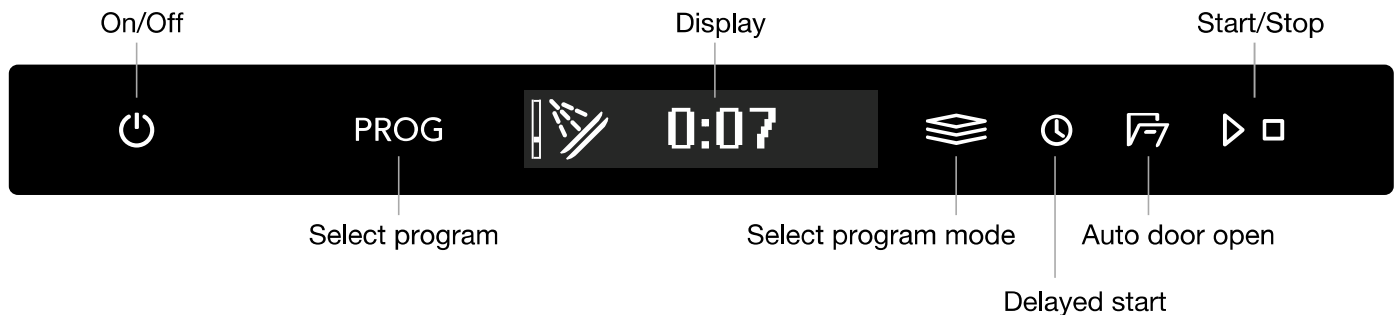 On/Off Display Start/Stop
PROG 0:07
Select program Select program mode Auto door open
Delayed start